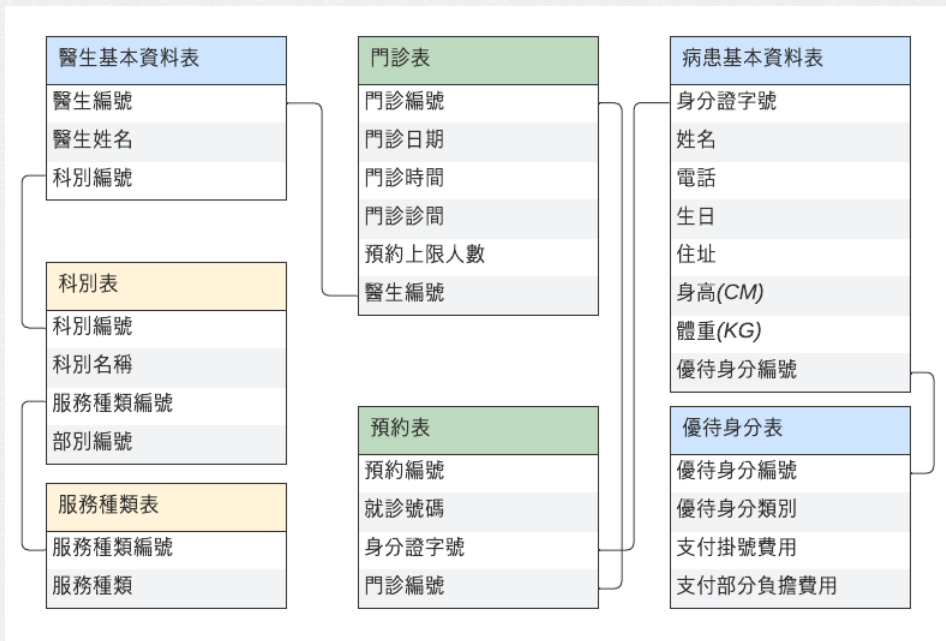 醫生基本資料表
醫生編號
醫生姓名
科別編號
科別表
科別編號
科別名稱
服務種類編號
部別編號
服務種類表
服務種類編號
服務種類
門診表
門診編號
門診日期
門診時間
門診診間
預約上限人數
醫生編號
預約表
預約編號
就診號碼
身分證字號
門診編號
病患基本資料表
身分證字號
姓名
電話
生日
住址
身高(CM)
體重(KG)
優待身分編號
優待身分表
優待身分編號
優待身分類別
支付掛號費用
支付部分負擔費用